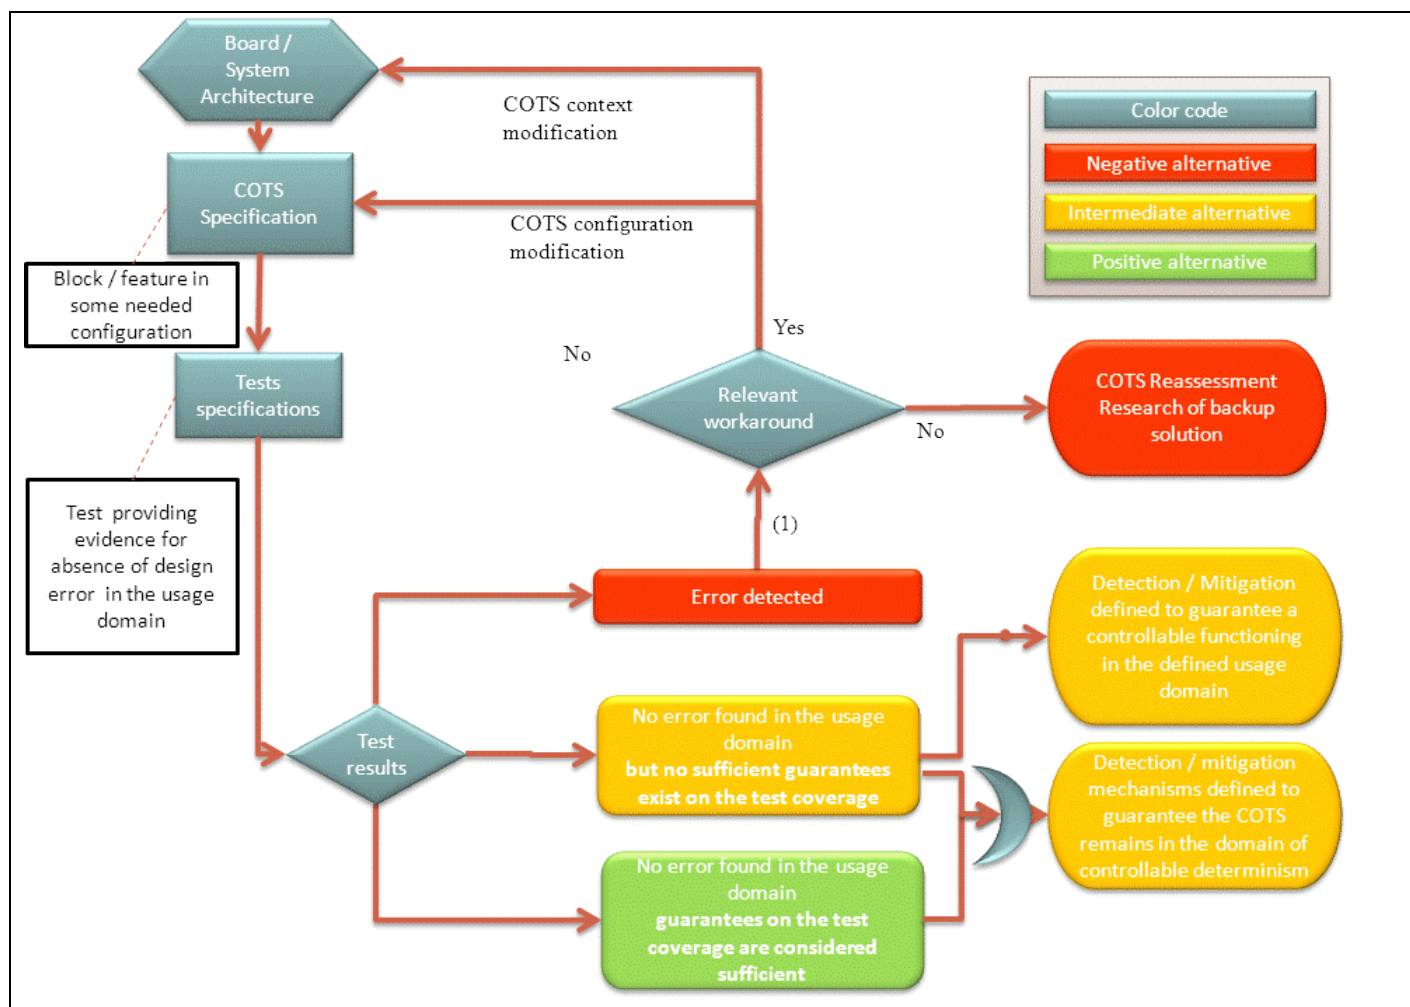 Board /
System
Architecture
COTS context
modification
Color code
Negative alternative
Intermediate alternative
Positive alternative
COTS
Specification
COTS configuration
modification
Block / feature in
some needed
configuration
Yes
No
Tests
specifications
Relevant
workaround
No
COTS Reassessment
Research of backup
solution
Test providing
evidence for
absence of design
error in the usage
domain
(1)
Error detected
Detection / Mitigation
defined to guarantee a
controllable functioning
in the defined usage
domain
Test
results
No error found in the usage
domain
but no sufficient guarantees
exist on the test coverage
Detection / mitigation
mechanisms defined to
guarantee the COTS
remains in the domain of
controllable determinism
No error found in the usage
domain
guarantees on the test
coverage are considered
sufficient